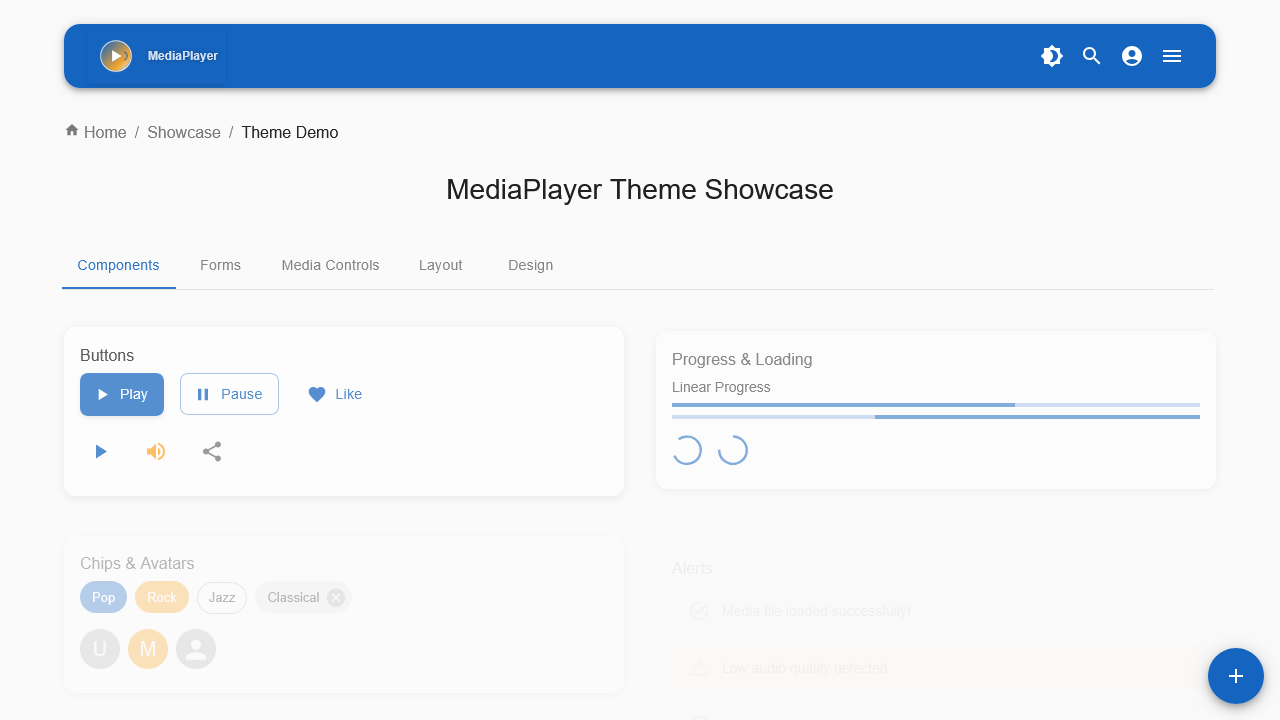 MediaPlayer
Home / Showcase / Theme Demo
MediaPlayer Theme Showcase
Components Forms Media Controls Layout Design
Buttons
Play Pause Like
Progress & Loading
Linear Progress
Chips & Avatars
Pop Rock Jazz Classical
U M
Alerts
Media file loaded successfully!
Low audio quality detected